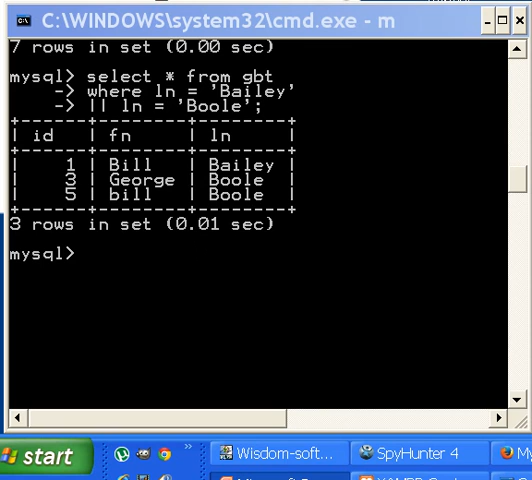 C:\WINDOWS\system32\cmd.exe - m
7 rows in set (0.00 sec)
mysql> select * from gbt
-> where ln = 'Bailey'
-> || ln = 'Boole';
+------+--------+--------+
| id | fn | ln |
+------+--------+--------+
| 1 | Bill | Bailey |
| 3 | George | Boole |
| 5 | bill | Boole |
+------+--------+--------+
3 rows in set (0.01 sec)
mysql>
start
Wisdom-soft...
SpyHunter 4
My